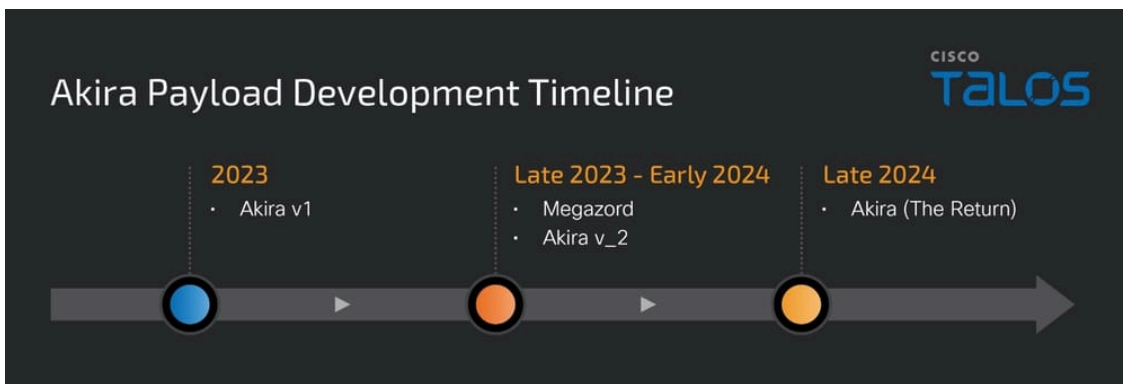 Akira Payload Development Timeline
CISCO
TALOS
2023
• Akira v1
Late 2023 - Early 2024
• Megazord
• Akira v_2
Late 2024
• Akira (The Return)